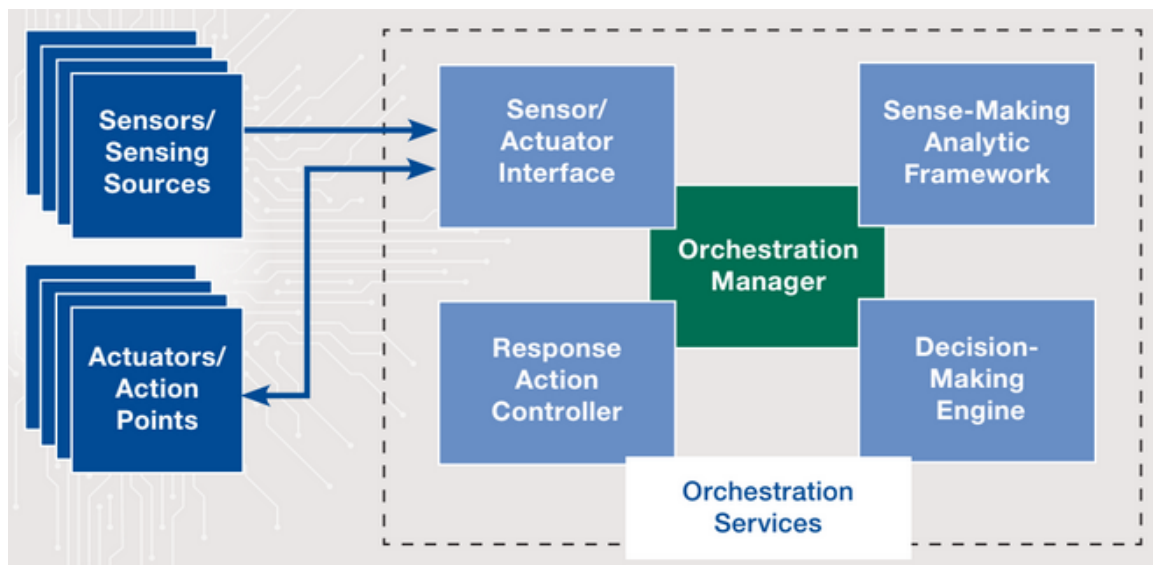 Sensors/
Sensing
Sources
Sensor/
Actuator
Interface
Sense-Making
Analytic
Framework
Orchestration
Manager
Actuators/
Action
Points
Response
Action
Controller
Decision-
Making
Engine
Orchestration
Services